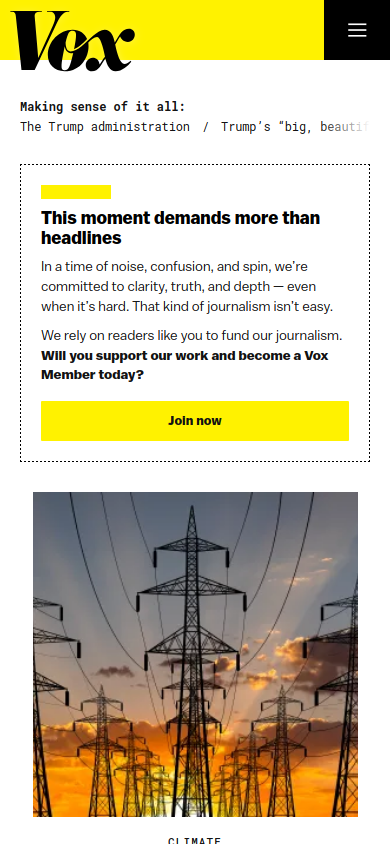 Vox
Making sense of it all:
The Trump administration / Trump’s “big, beauti
This moment demands more than
headlines
In a time of noise, confusion, and spin, we’re
committed to clarity, truth, and depth — even
when it’s hard. That kind of journalism isn’t easy.
We rely on readers like you to fund our journalism.
Will you support our work and become a Vox
Member today?
Join now
CLIMATE